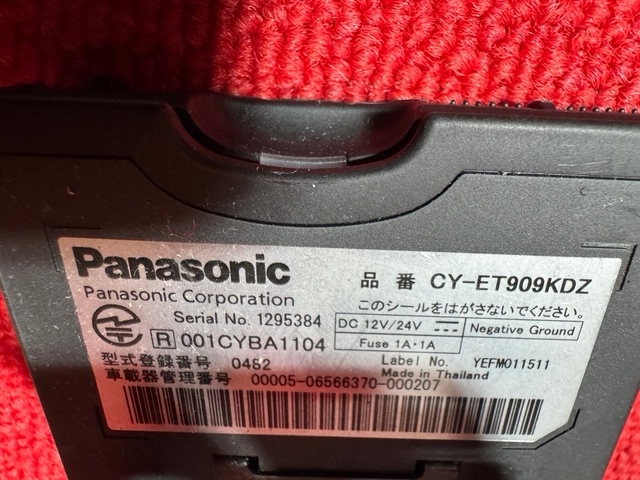 Panasonic
品番 CY-ET909KDZ
Panasonic Corporation
このシールをはがさないでください。
Serial No. 1295384
DC 12V/24V
Negative Ground
R 001CYBA1104
Fuse 1A・1A
型式登録番号 0462
Label No. YEFM011511
Made in Thailand
車載器管理番号 00005-06566370-000207